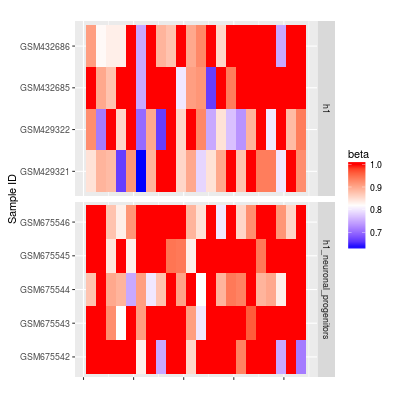 GSM432686
GSM432685
GSM429322
GSM429321
h1
GSM675546
GSM675545
GSM675544
GSM675543
GSM675542
h1_neuronal_progenitors
Sample ID
beta
1.0
0.9
0.8
0.7